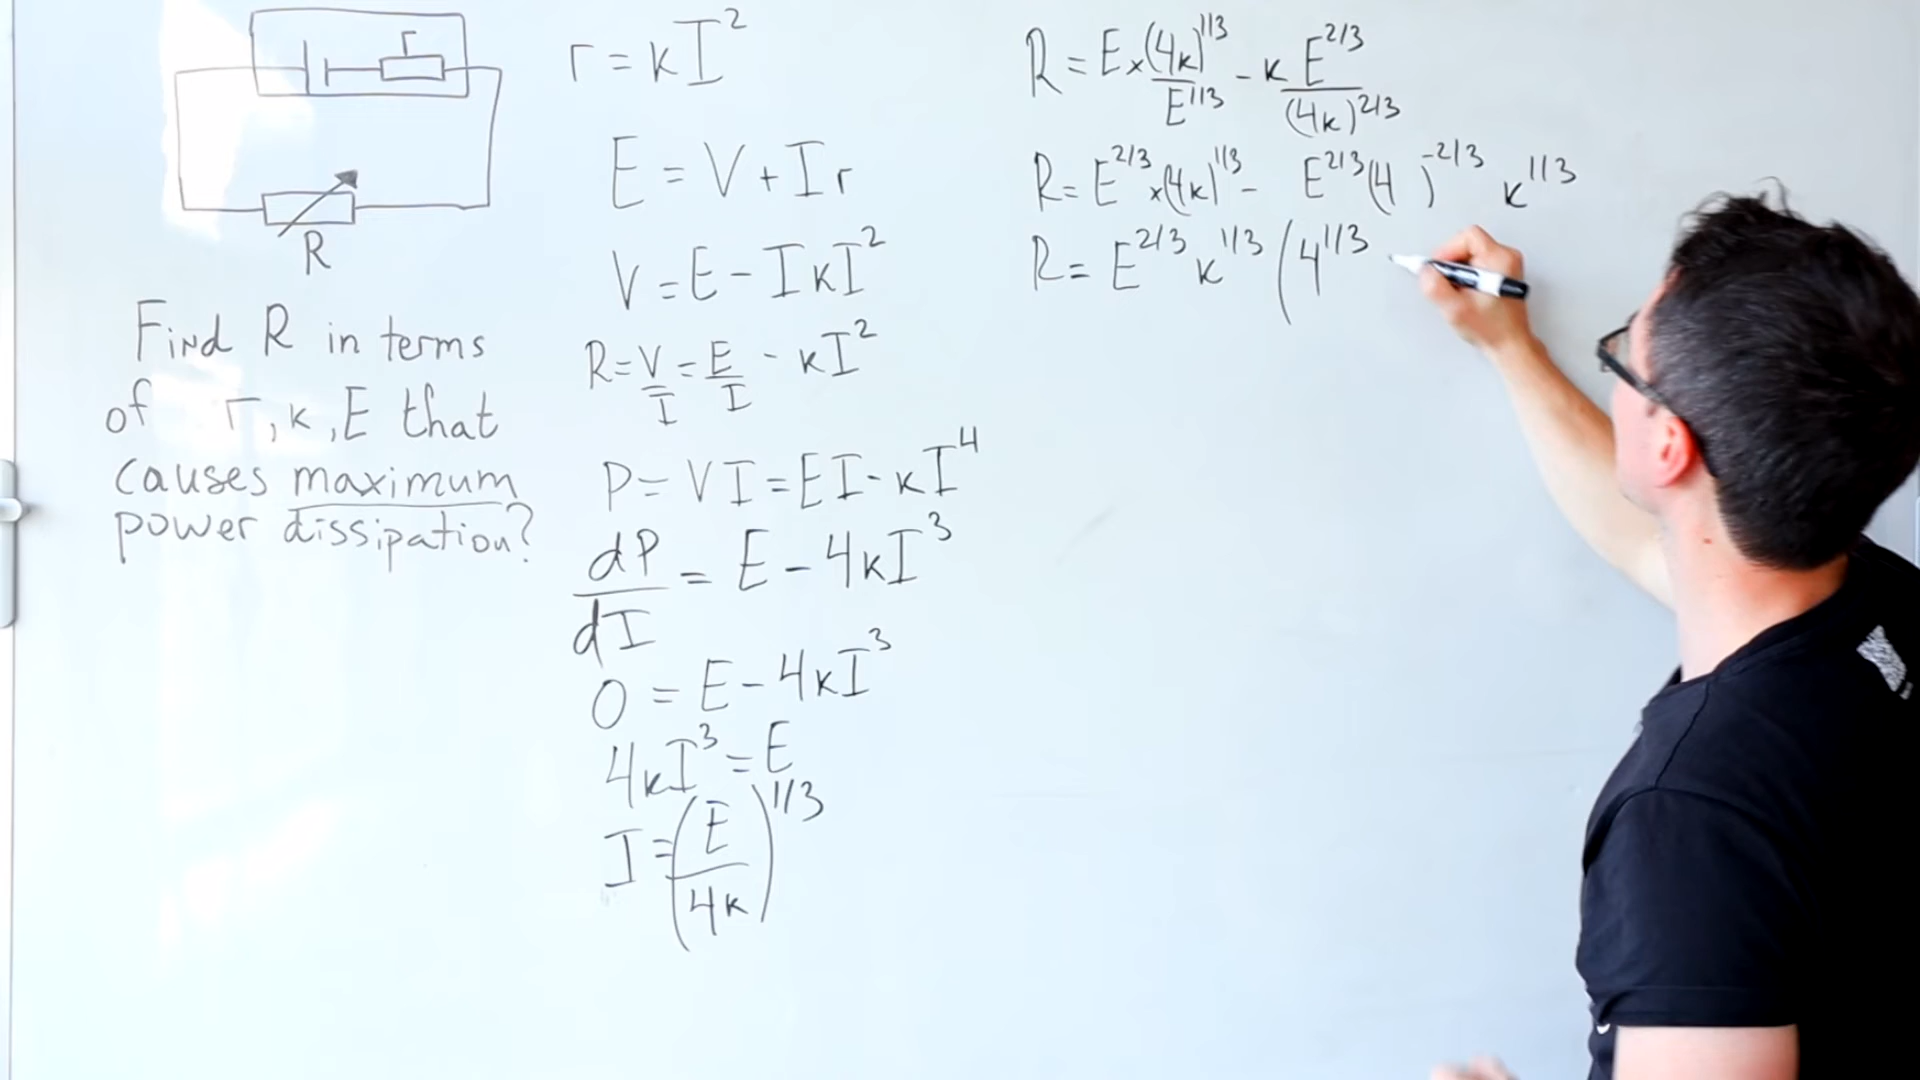 r
R
Find R in terms
of r, k, E that
causes maximum
power dissipation?
r = kI²
E = V + Ir
V = E - IkI²
R = V/I = E/I - kI²
P = VI = EI - kI⁴
dP/dI = E - 4kI³
0 = E - 4kI³
4kI³ = E
I = (E/4k)^1/3
R = E × (4k)^1/3 / E^1/3 - k E^2/3 / (4k)^2/3
R = E^2/3 × (4k)^1/3 - E^2/3 (4 )^-2/3 k^1/3
R = E^2/3 k^1/3 (4^1/3